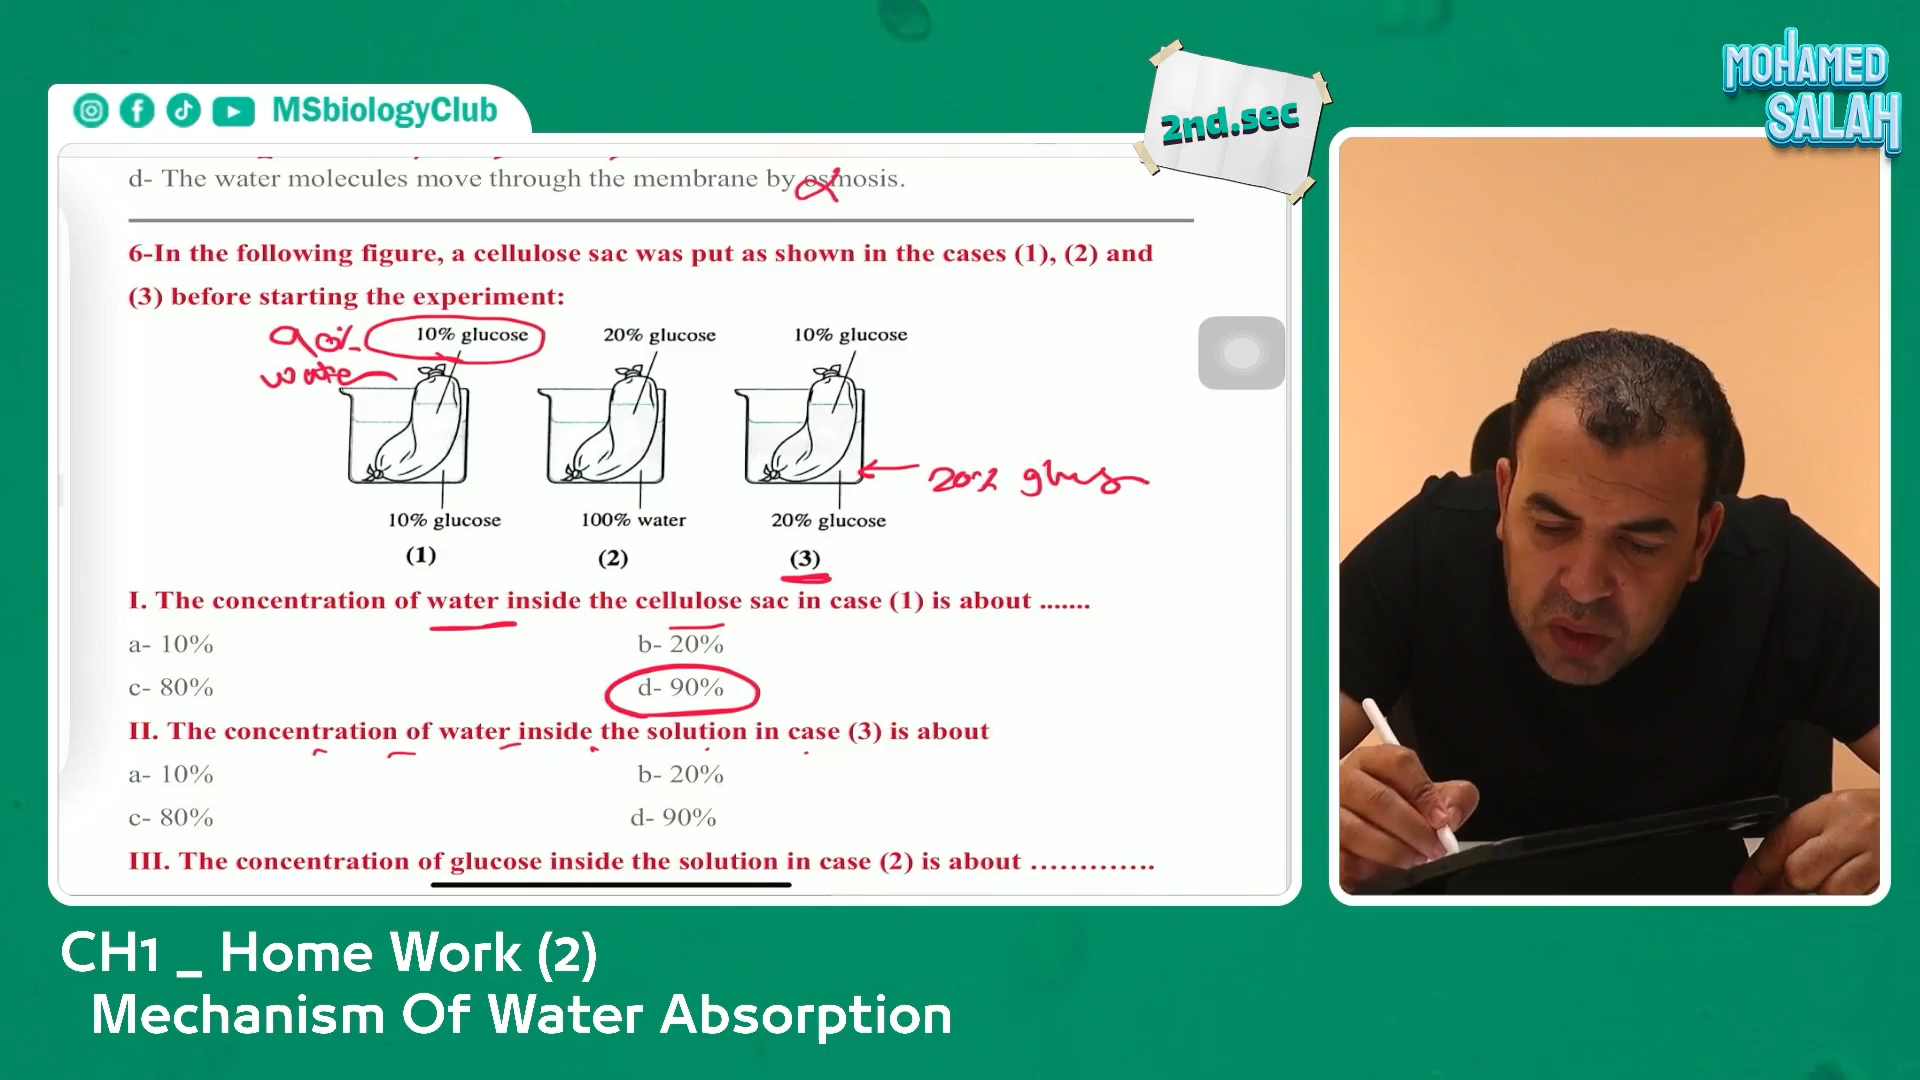 MOHAMED
SALAH
2nd.sec
MSbiologyClub
d- The water molecules move through the membrane by osmosis.
6-In the following figure, a cellulose sac was put as shown in the cases (1), (2) and
(3) before starting the experiment:
90%
water
10% glucose 20% glucose 10% glucose
20%
10% glucose 100% water 20% glucose
(1) (2) (3)
I. The concentration of water inside the cellulose sac in case (1) is about .......
a- 10% b- 20%
c- 80% d- 90%
II. The concentration of water inside the solution in case (3) is about
a- 10% b- 20%
c- 80% d- 90%
III. The concentration of glucose inside the solution in case (2) is about .............
CH1 _ Home Work (2)
Mechanism Of Water Absorption